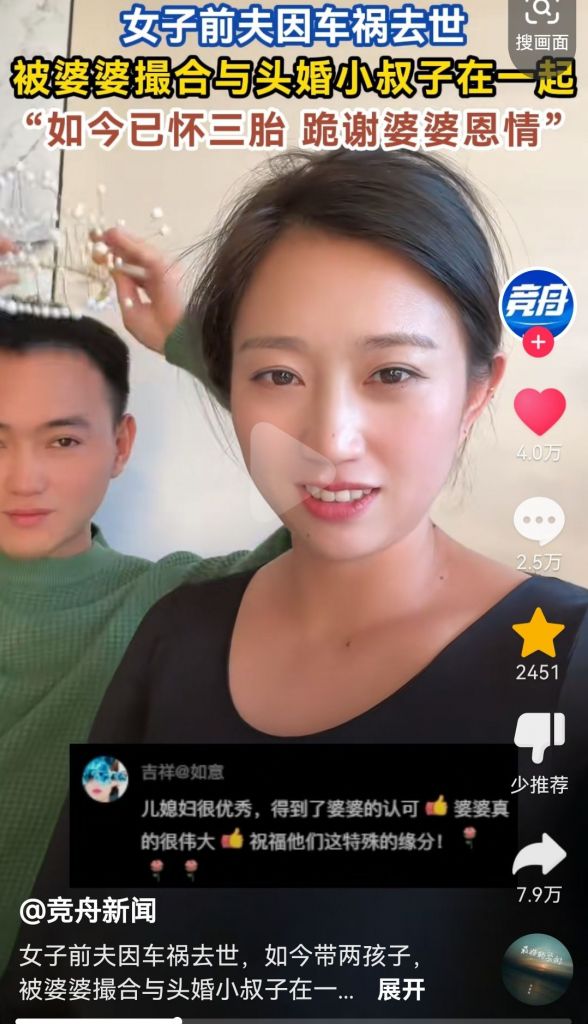 搜画面
女子前夫因车祸去世
被婆婆撮合与头婚小叔子在一起
“如今已怀三胎 跪谢婆婆恩情”
竞舟
4.0万
2.5万
2451
少推荐
7.9万
吉祥@如意
儿媳妇很优秀，得到了婆婆的认可👍婆婆真
的很伟大👍祝福他们这特殊的缘分！🌹
🌹🌹
@竞舟新闻
女子前夫因车祸去世，如今带两孩子，
被婆婆撮合与头婚小叔子在一... 展开